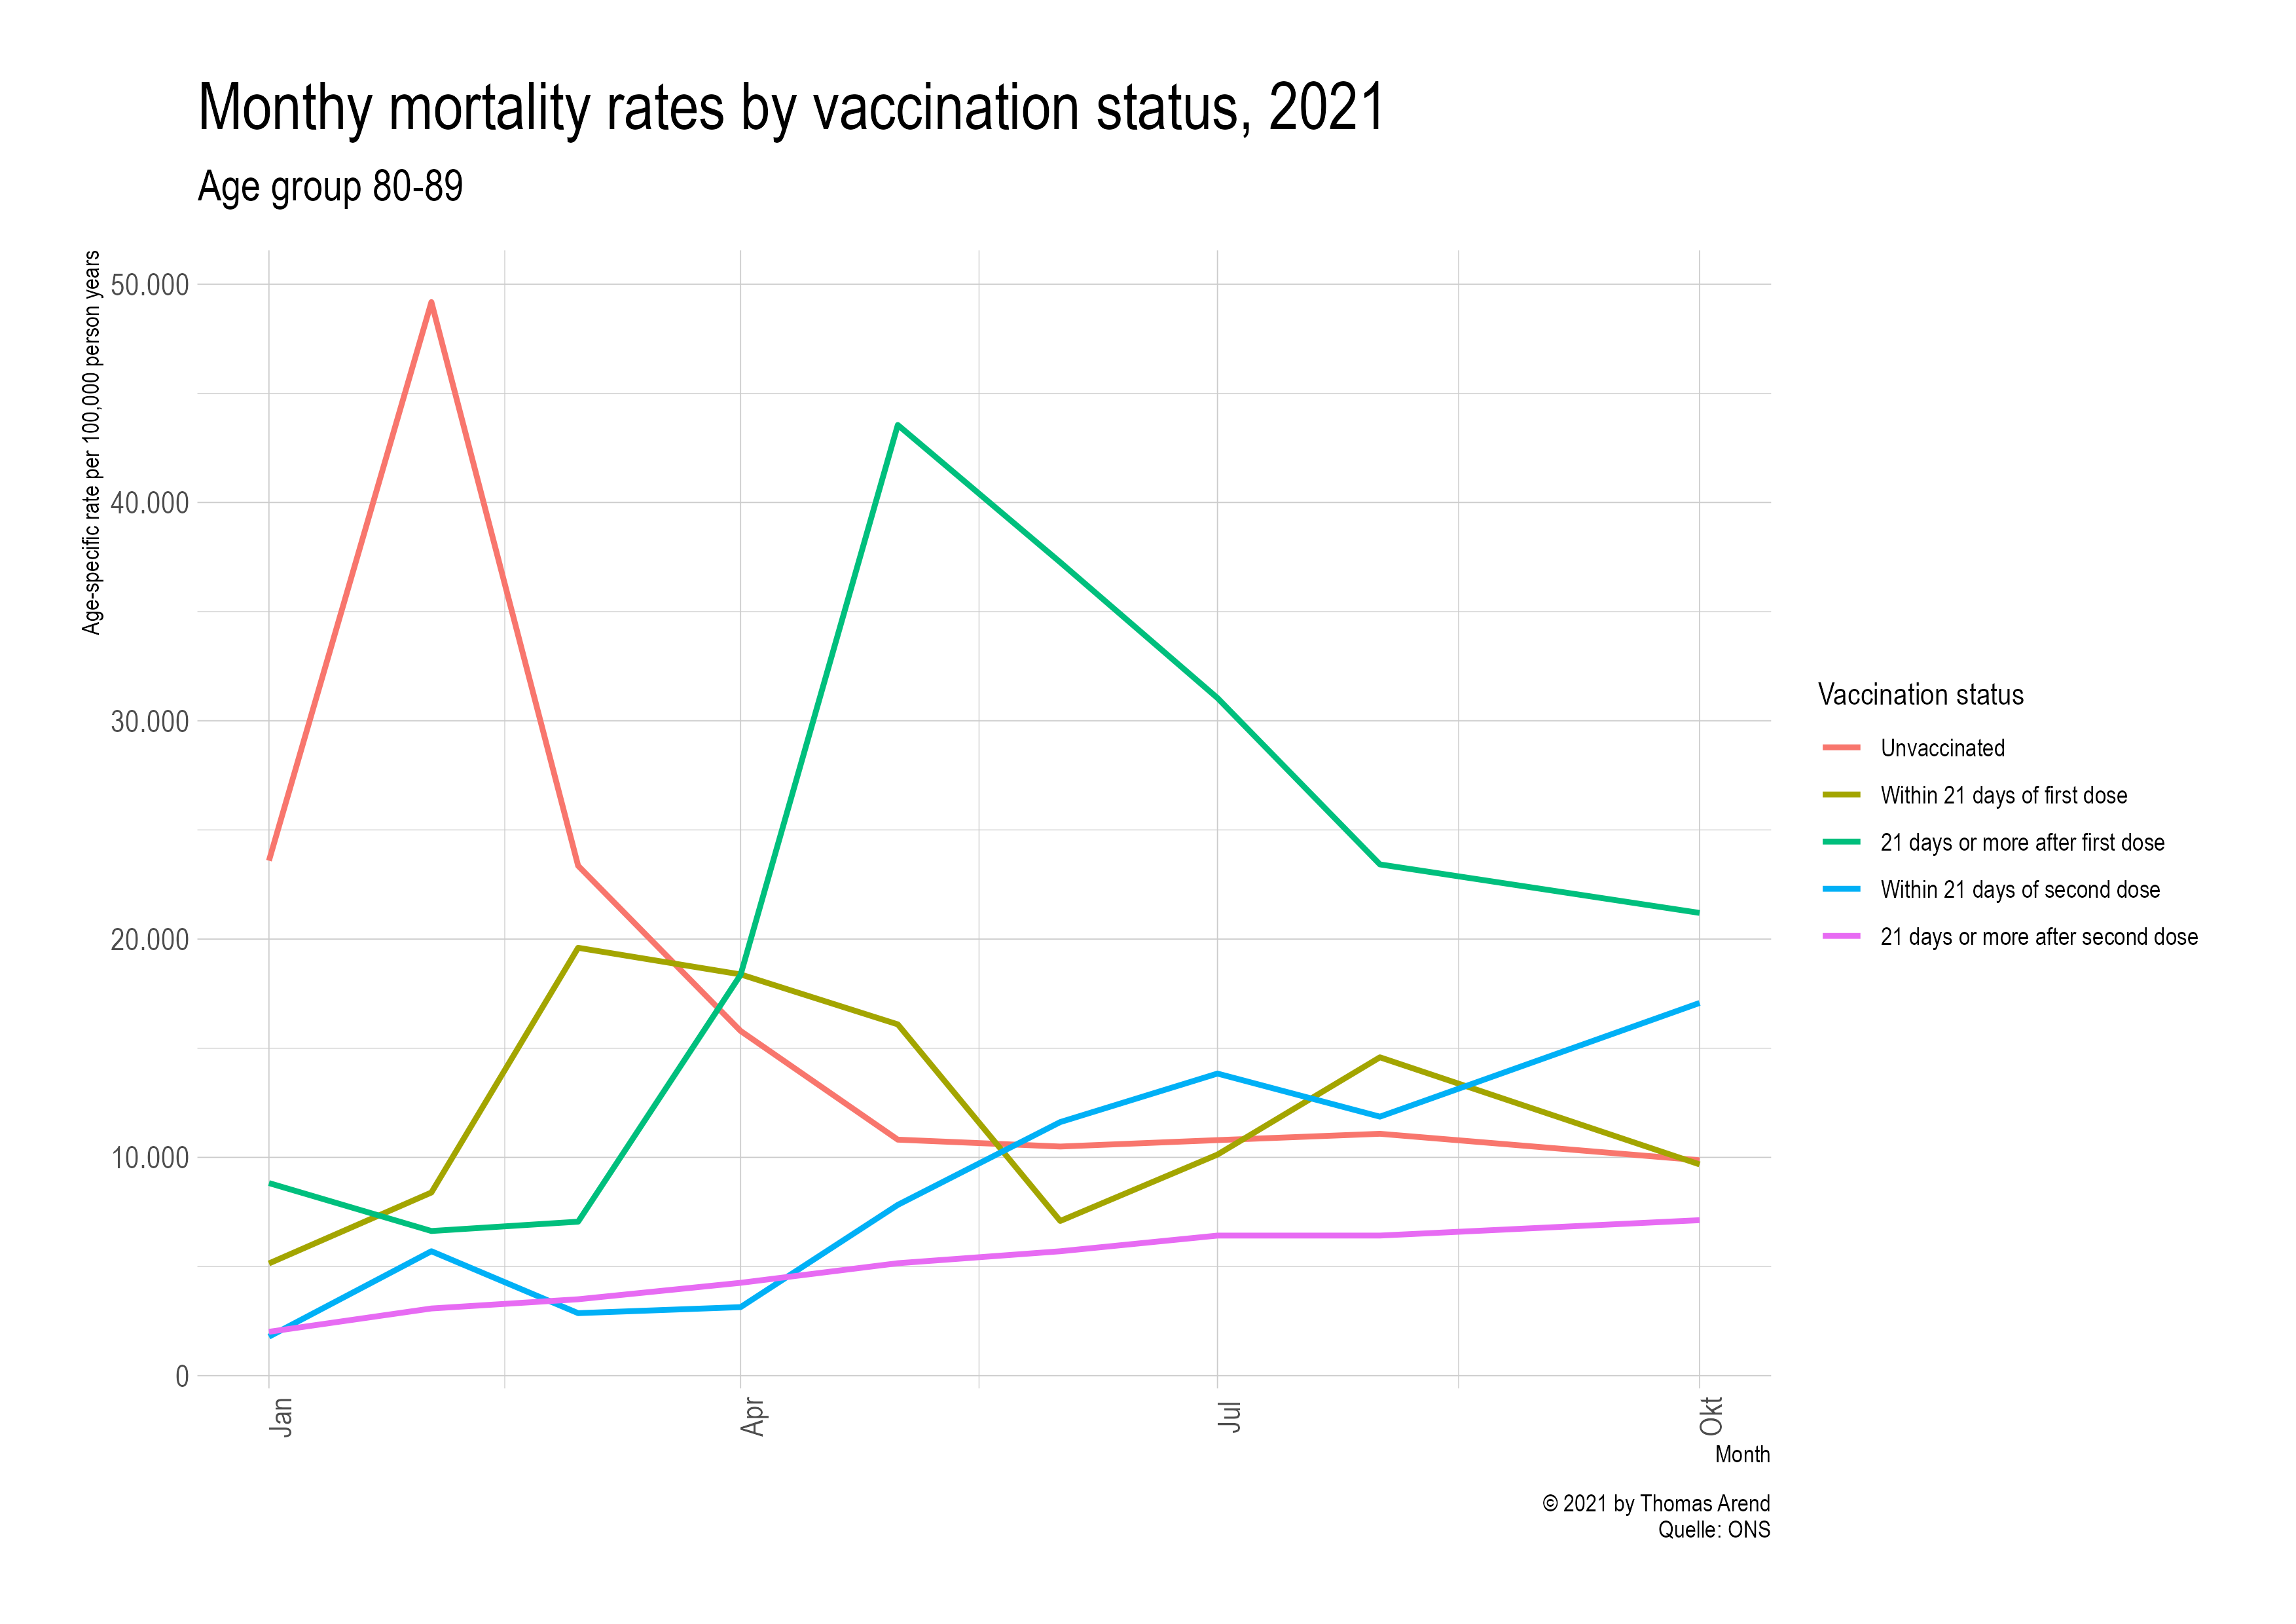 Monthy mortality rates by vaccination status, 2021
Age group 80-89
Age-specific rate per 100,000 person years
50.000
40.000
30.000
20.000
10.000
0
Jan
Apr
Jul
Okt
Month
Vaccination status
Unvaccinated
Within 21 days of first dose
21 days or more after first dose
Within 21 days of second dose
21 days or more after second dose
© 2021 by Thomas Arend
Quelle: ONS